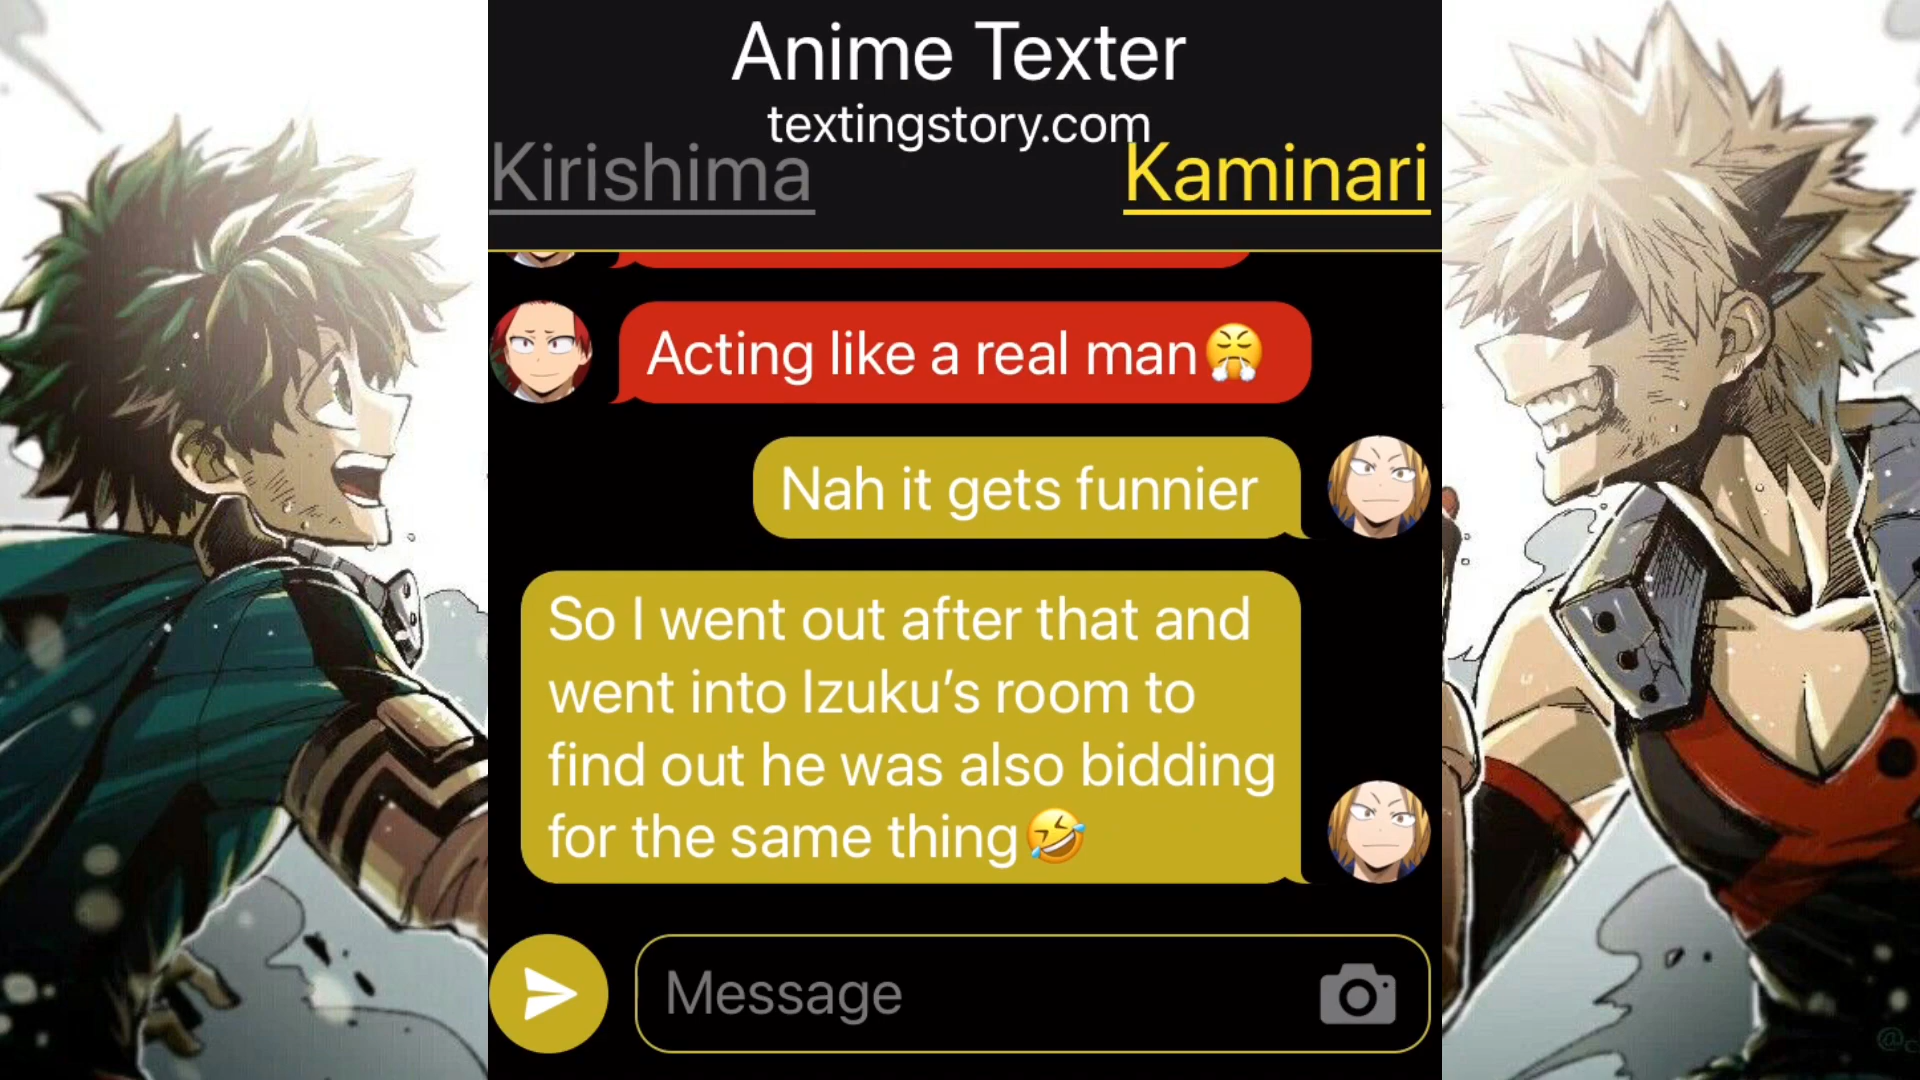 Anime Texter
textingstory.com
Kirishima
Kaminari
Acting like a real man😤
Nah it gets funnier
So I went out after that and
went into Izuku’s room to
find out he was also bidding
for the same thing🤣
Message